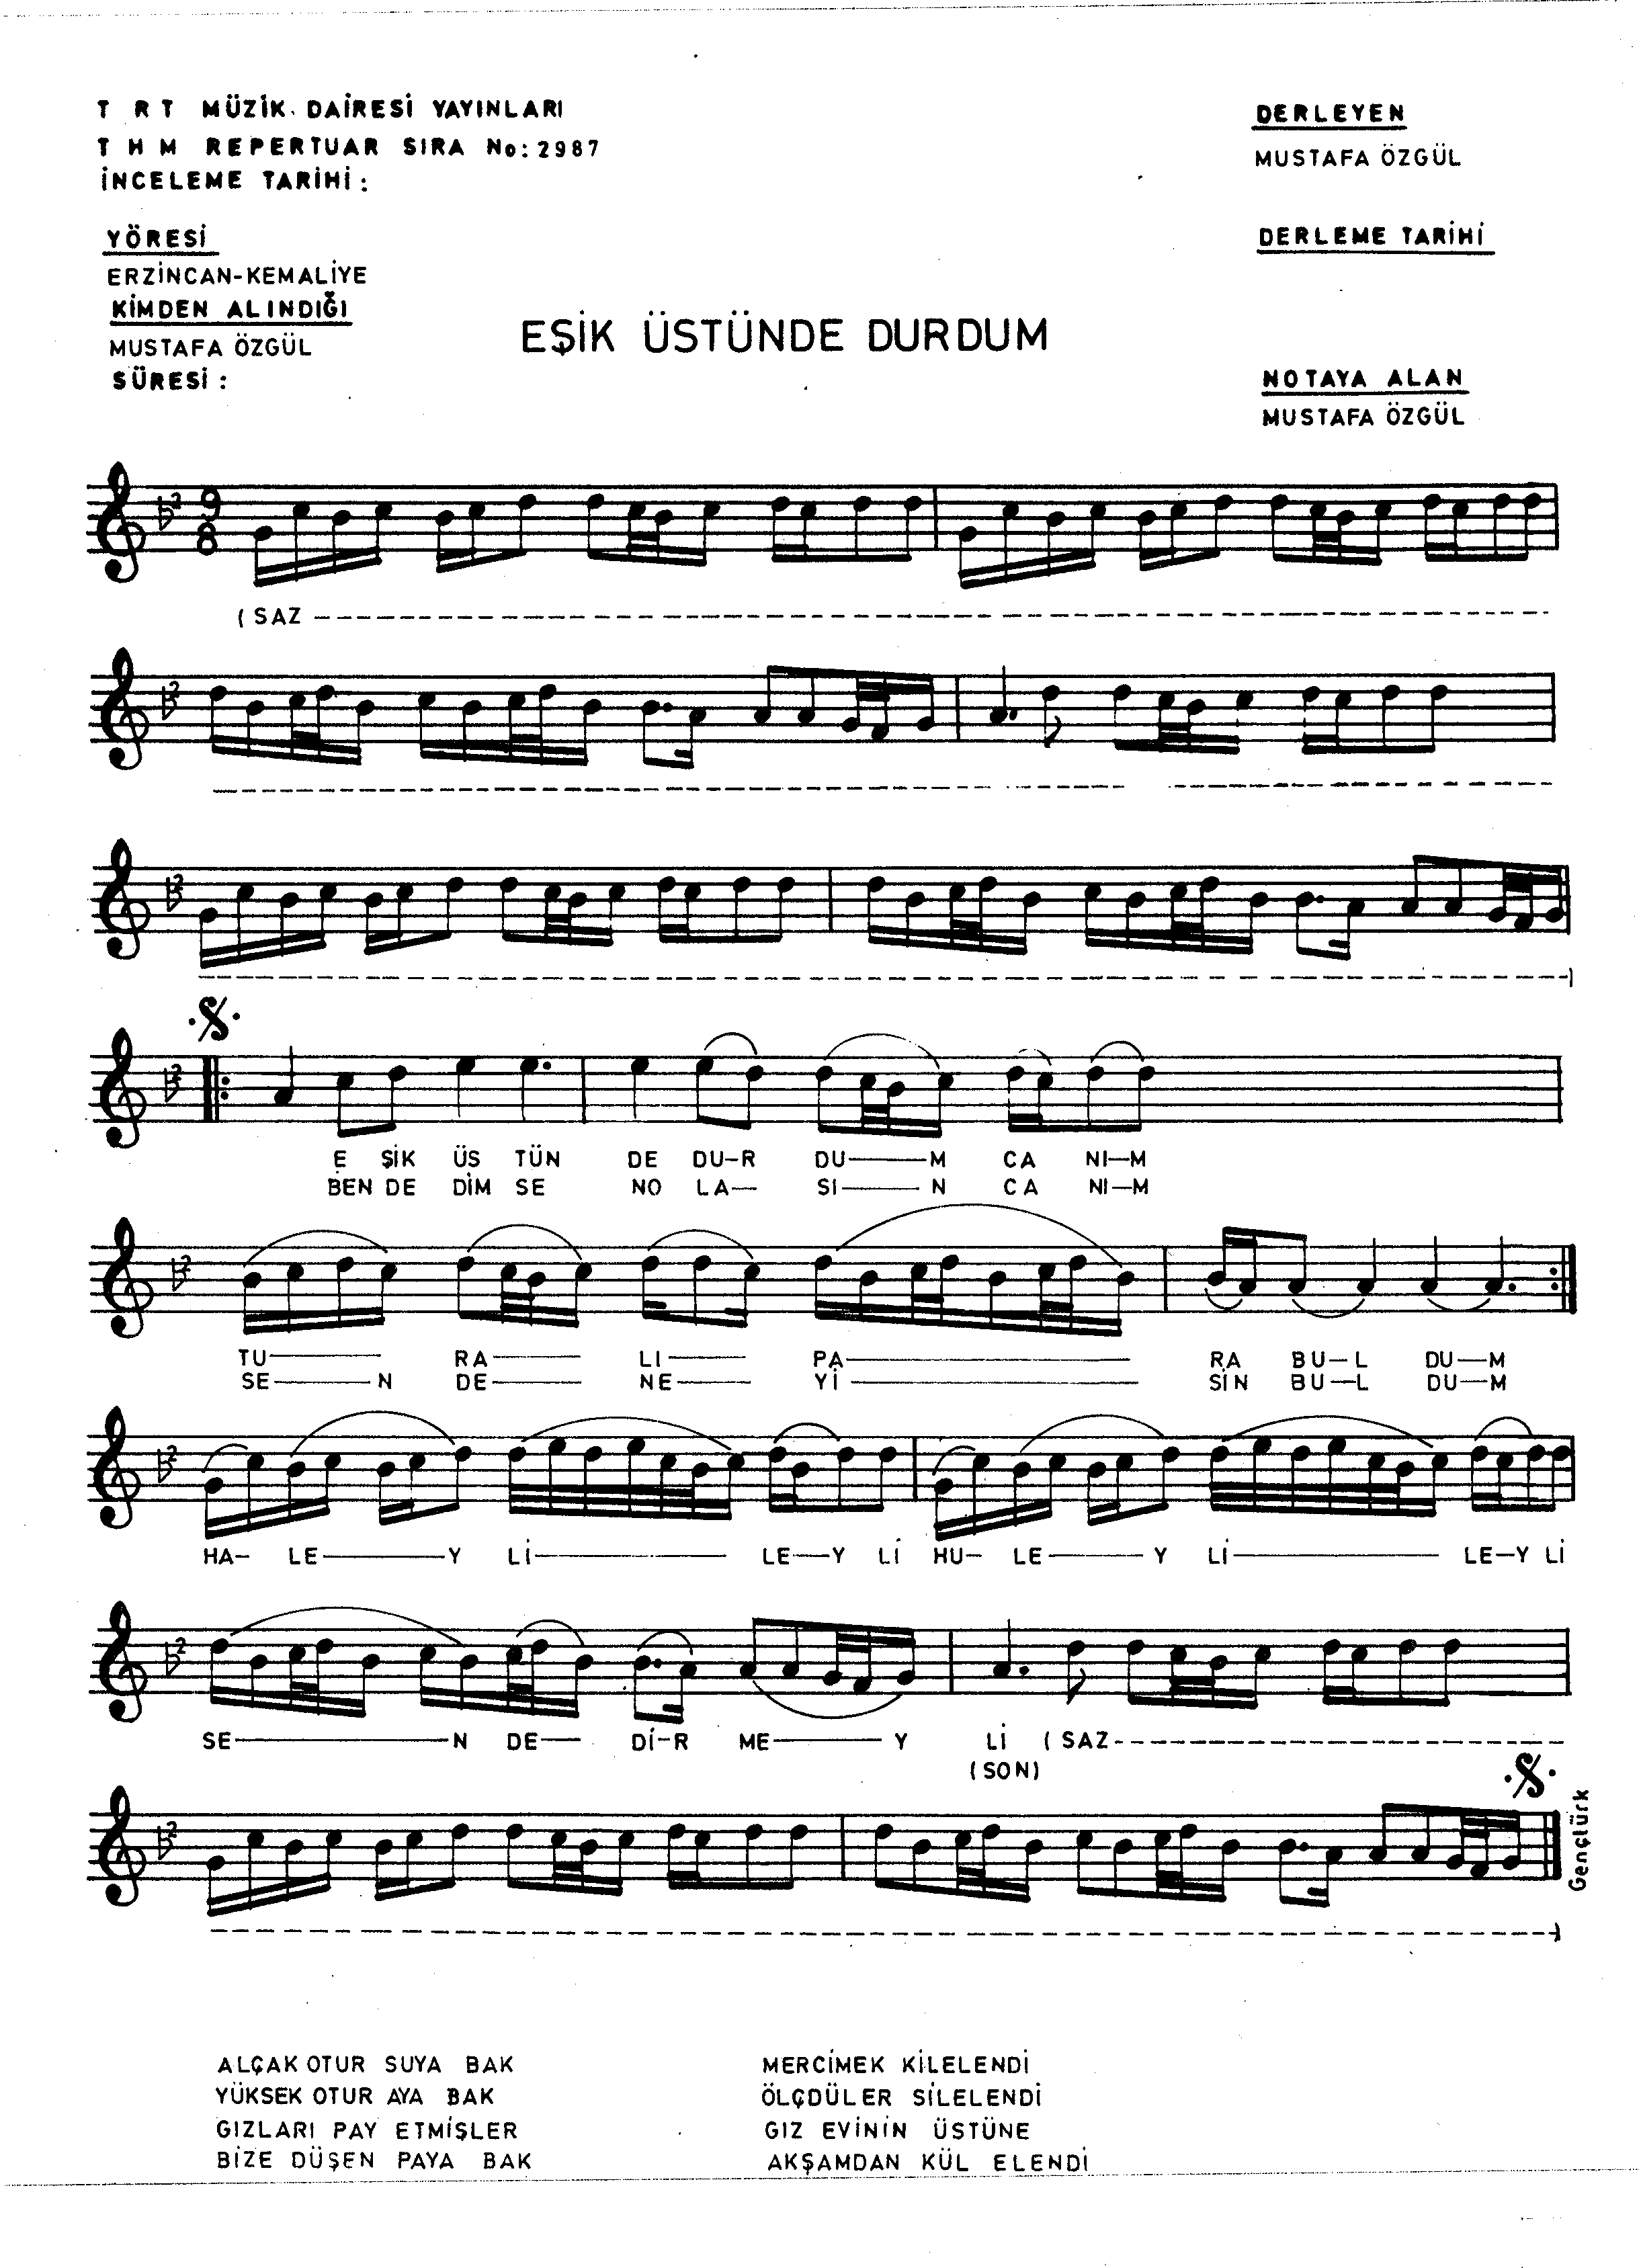 T R T MÜZİK. DAİRESİ YAYINLARI
T H M REPERTUAR SIRA No: 2987
İNCELEME TARİHİ :
DERLEYEN
MUSTAFA ÖZGÜL
YÖRESİ
ERZİNCAN-KEMALİYE
KİMDEN ALINDIĞI
MUSTAFA ÖZGÜL
SÜRESİ :
DERLEME TARİHİ
EŞİK ÜSTÜNDE DURDUM
NOTAYA ALAN
MUSTAFA ÖZGÜL
9
8
(SAZ
E ŞİK ÜS TÜN DE DU-R DU—M CA NI—M
BEN DE DİM SE NO LA— SI—N CA NI—M
TU— RA— LI— PA— RA BU—L DU—M
SE—N DE— NE— Yİ— SİN BU—L DU—M
HA- LE—Y Lİ— LE—Y Lİ HU- LE—Y Lİ— LE—Y Lİ
SE—N DE— Dİ-R ME—Y Lİ (SAZ
(SON)
Gençtürk
ALÇAK OTUR SUYA BAK
YÜKSEK OTUR AYA BAK
GIZLARI PAY ETMİŞLER
BİZE DÜŞEN PAYA BAK
MERCİMEK KİLELENDİ
ÖLÇDÜLER SİLELENDİ
GIZ EVİNİN ÜSTÜNE
AKŞAMDAN KÜL ELENDİ